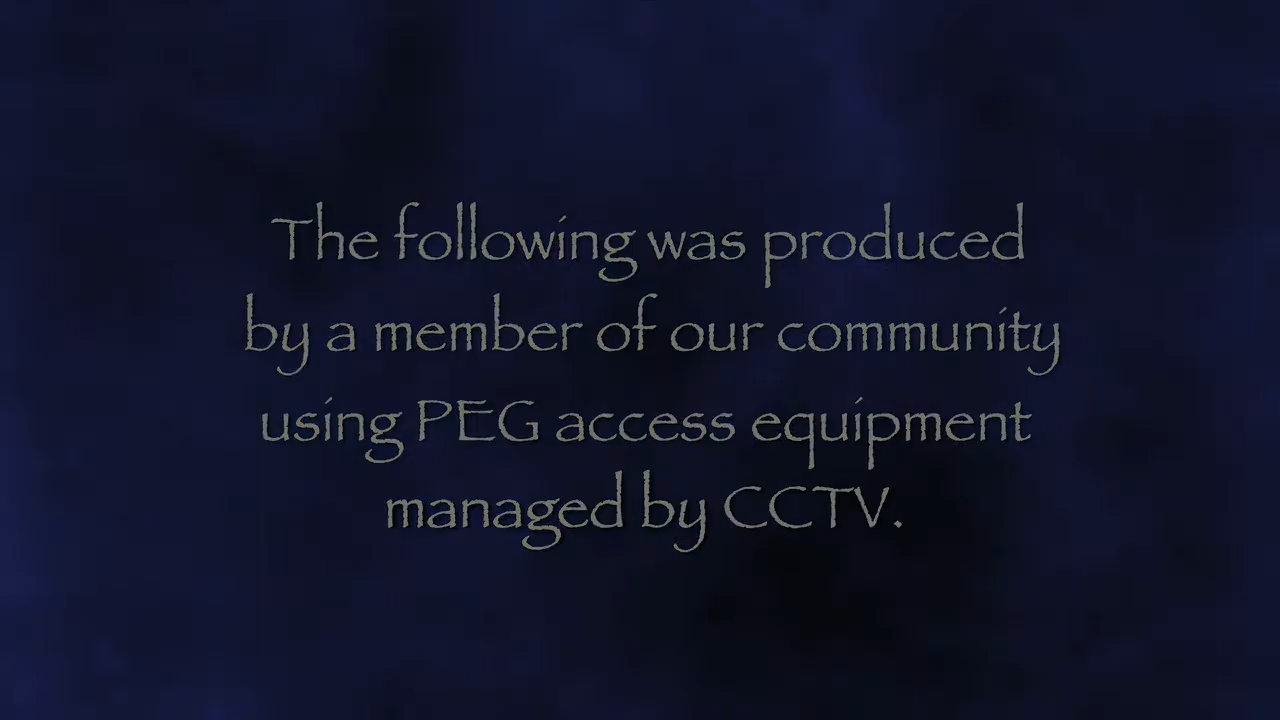 The following was produced
by a member of our community
using PEG access equipment
managed by CCTV.